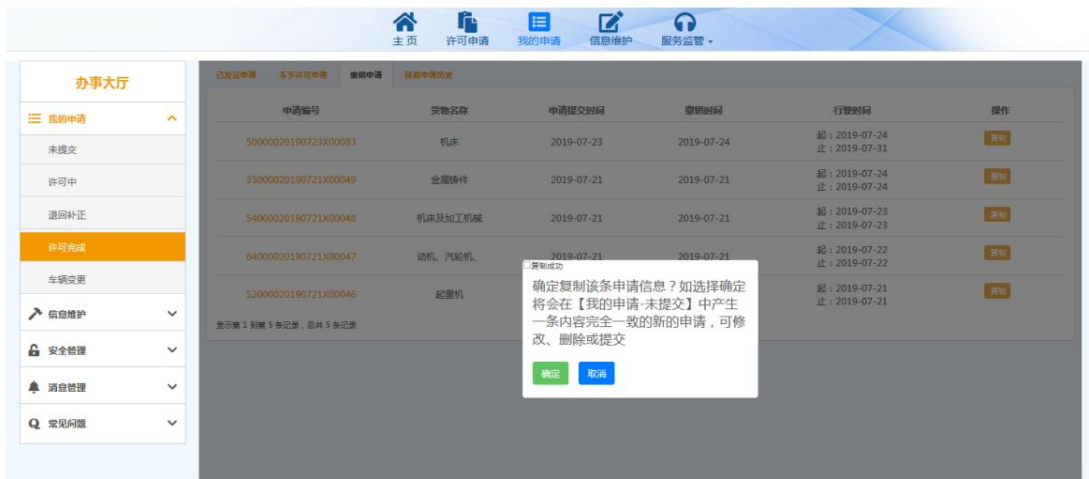 主页 许可申请 我的申请 信息维护 服务监管
办事大厅
我的申请
未提交
许可中
退回补正
许可完成
车辆变更
信息维护
安全管理
消息管理
常见问题
已发证申请 不予许可申请 撤销申请 延期申请历史
申请编号 货物名称 申请提交时间 撤销时间 行驶时间 操作
50000020190723X00083 机床 2019-07-23 2019-07-24 起：2019-07-24 复制
止：2019-07-31
35000020190721X00049 金属铸件 2019-07-21 2019-07-21 起：2019-07-24 复制
止：2019-07-24
54000020190721X00048 机床及加工机械 2019-07-21 2019-07-21 起：2019-07-23 复制
止：2019-07-23
64000020190721X00047 动机、汽轮机、 2019-07-21 2019-07-21 起：2019-07-22 复制
止：2019-07-22
52000020190721X00046 起重机 起：2019-07-21 复制
止：2019-07-21
显示第 1 到第 5 条记录，总共 5 条记录
复制成功
确定复制该条申请信息？如选择确定
将会在【我的申请-未提交】中产生
一条内容完全一致的新的申请，可修
改、删除或提交
确定 取消